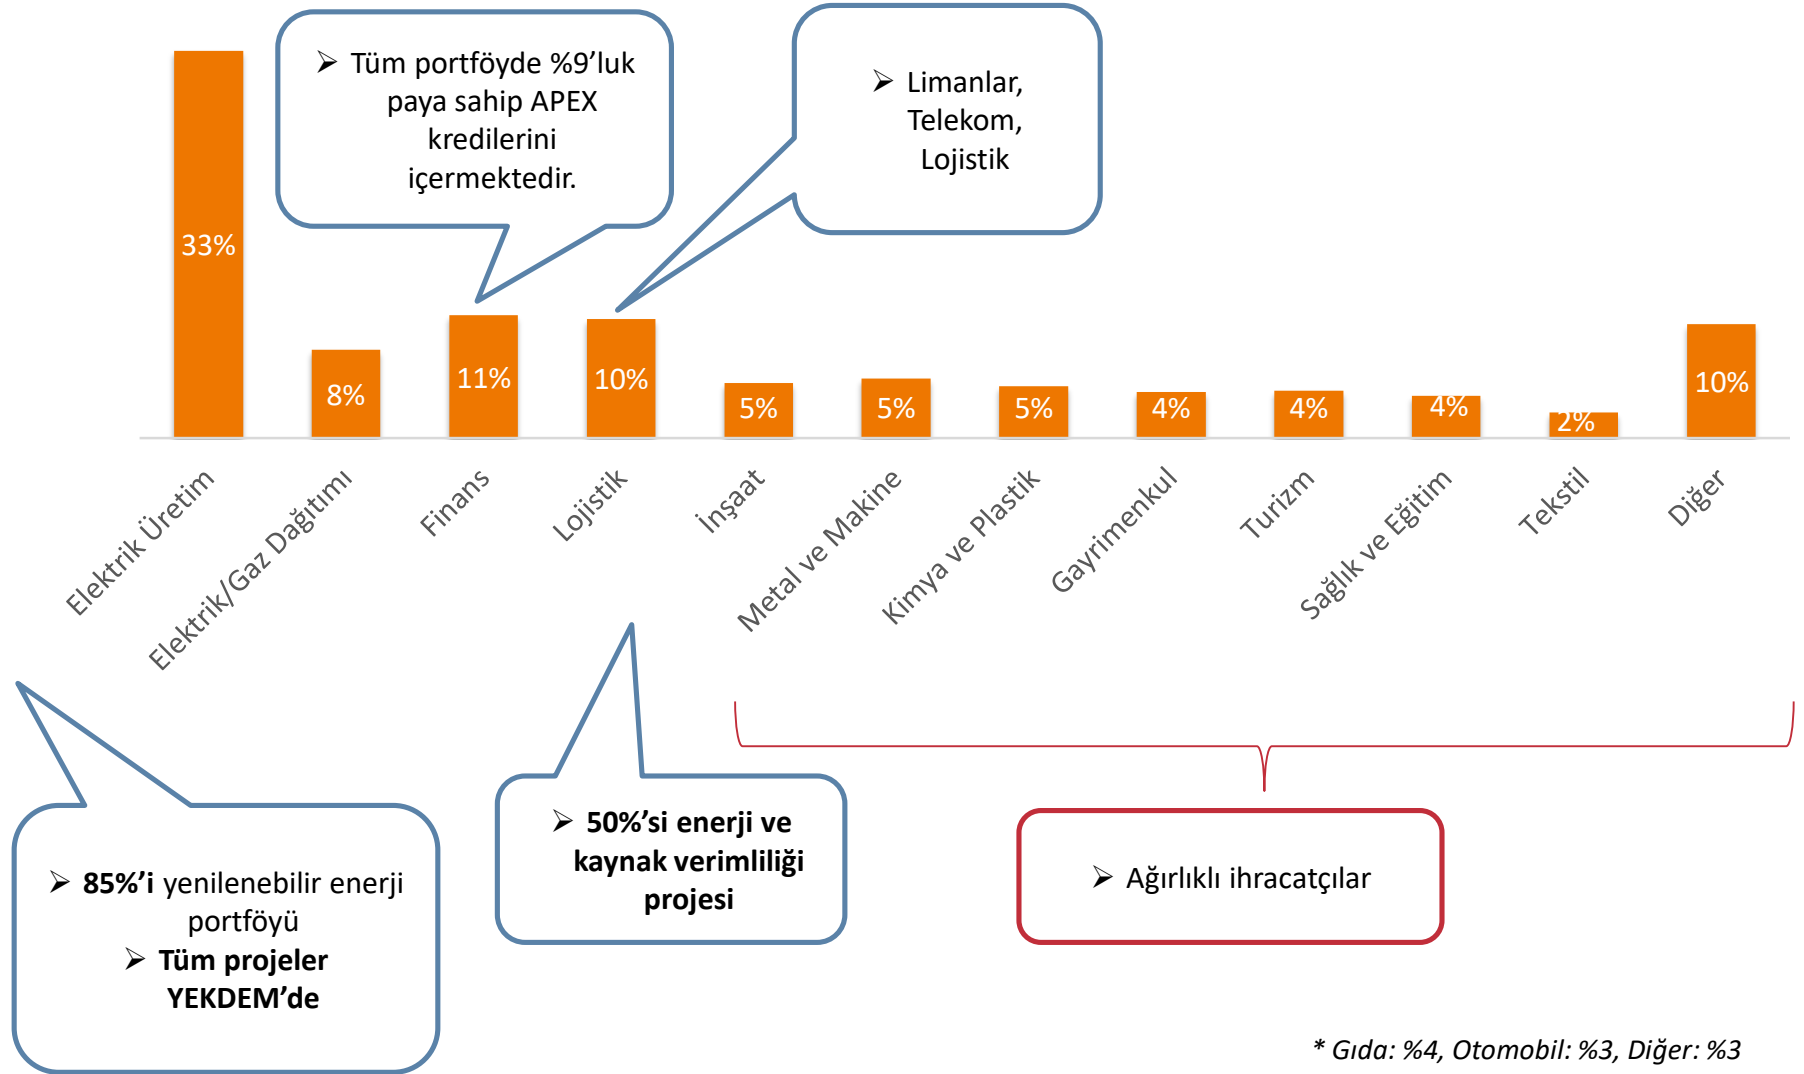 ➢ Tüm portföyde %9’luk
paya sahip APEX
kredilerini
içermektedir.
➢ Limanlar,
Telekom,
Lojistik
33%
8%
11%
10%
5%
5%
5%
4%
4%
4%
2%
10%
Elektrik Üretim
Elektrik/Gaz Dağıtımı
Finans
Lojistik
İnşaat
Metal ve Makine
Kimya ve Plastik
Gayrimenkul
Turizm
Sağlık ve Eğitim
Tekstil
Diğer
➢ 85%’i yenilenebilir enerji
portföyü
➢ Tüm projeler
YEKDEM’de
➢ 50%’si enerji ve
kaynak verimliliği
projesi
➢ Ağırlıklı ihracatçılar
* Gıda: %4, Otomobil: %3, Diğer: %3